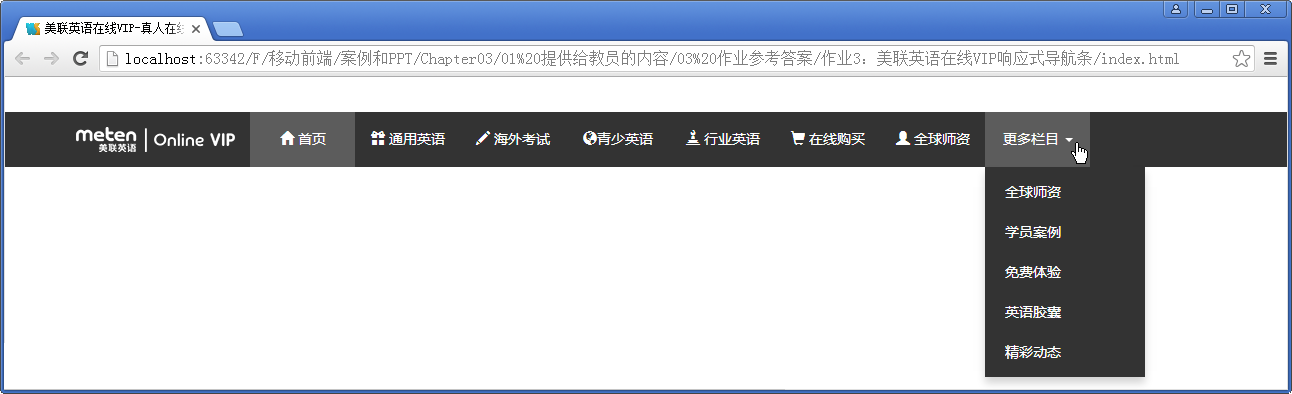 美联英语在线VIP-真人在线
localhost:63342/F/移动前端/案例和PPT/Chapter03/01%20提供给教员的内容/03%20作业参考答案/作业3：美联英语在线VIP响应式导航条/index.html
meten 美联英语 | Online VIP 首页 通用英语 海外考试 青少英语 行业英语 在线购买 全球师资 更多栏目
全球师资
学员案例
免费体验
英语胶囊
精彩动态